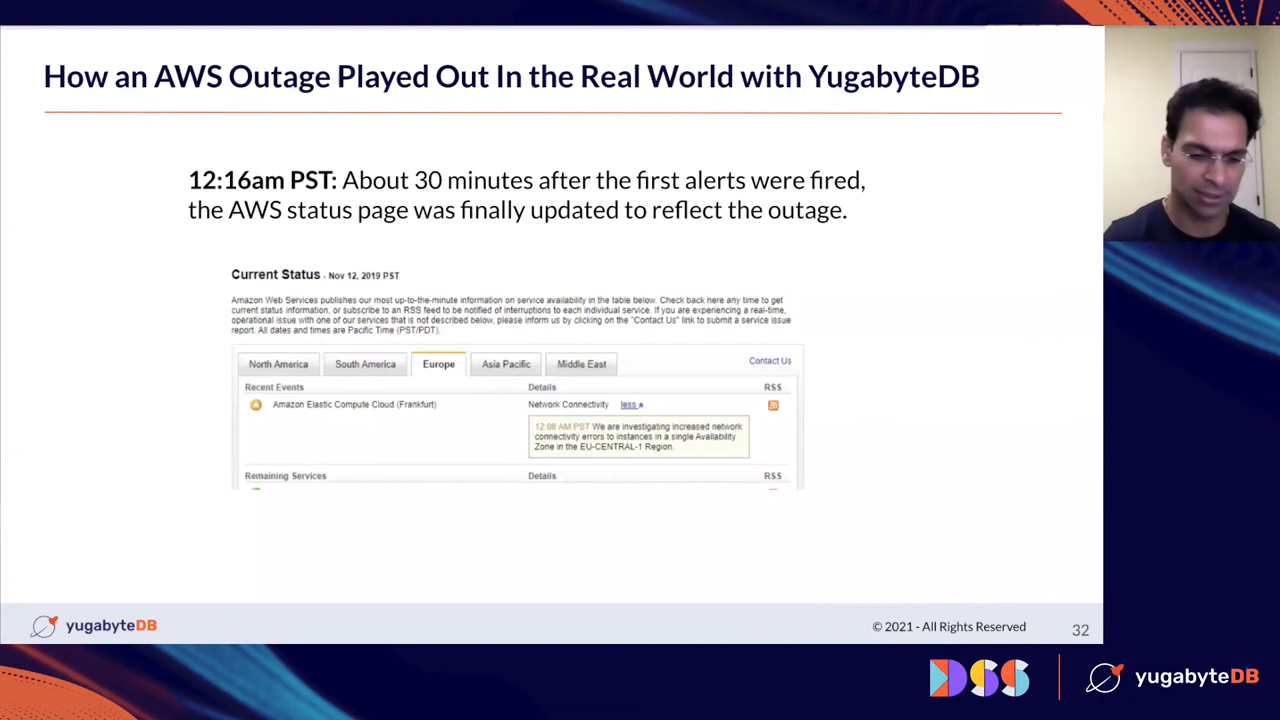 How an AWS Outage Played Out In the Real World with YugabyteDB
12:16am PST: About 30 minutes after the first alerts were fired,
the AWS status page was finally updated to reflect the outage.
Current Status - Nov 12, 2019 PST
Amazon Web Services publishes our most up-to-the-minute information on service availability in the table below. Check back here any time to get
current status information, or subscribe to an RSS feed to be notified of interruptions to each individual service. If you are experiencing a real-time,
operational issue with one of our services that is not described below, please inform us by clicking on the "Contact Us" link to submit a service issue
report. All dates and times are Pacific Time (PST/PDT).
North America South America Europe Asia Pacific Middle East Contact Us
Recent Events Details RSS
Amazon Elastic Compute Cloud (Frankfurt) Network Connectivity less
12:08 AM PST We are investigating increased network
connectivity errors to instances in a single Availability
Zone in the EU-CENTRAL-1 Region.
Remaining Services Details RSS
yugabyteDB © 2021 - All Rights Reserved 32
DSS yugabyteDB